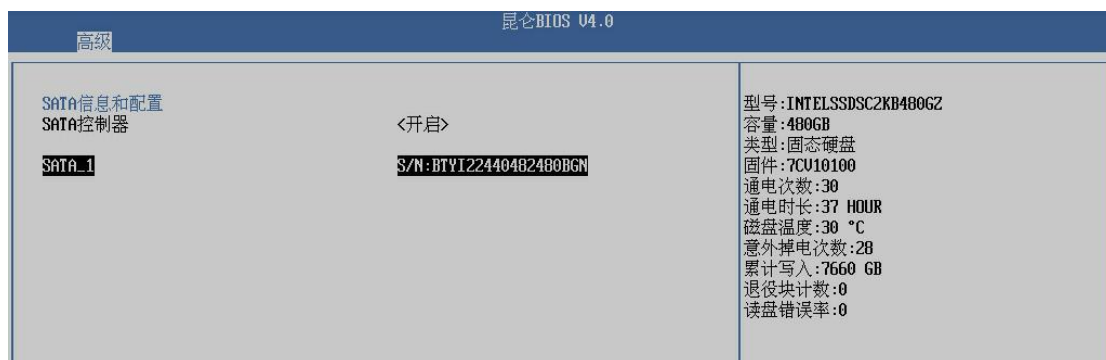 昆仑BIOS V4.0
高级
SATA信息和配置
SATA控制器 <开启>
SATA_1 S/N:BTYI22440482480BGN
型号:INTELSSDSC2KB480GZ
容量:480GB
类型:固态硬盘
固件:7CV10100
通电次数:30
通电时长:37 HOUR
磁盘温度:30 °C
意外掉电次数:28
累计写入:7660 GB
退役块计数:0
读盘错误率:0